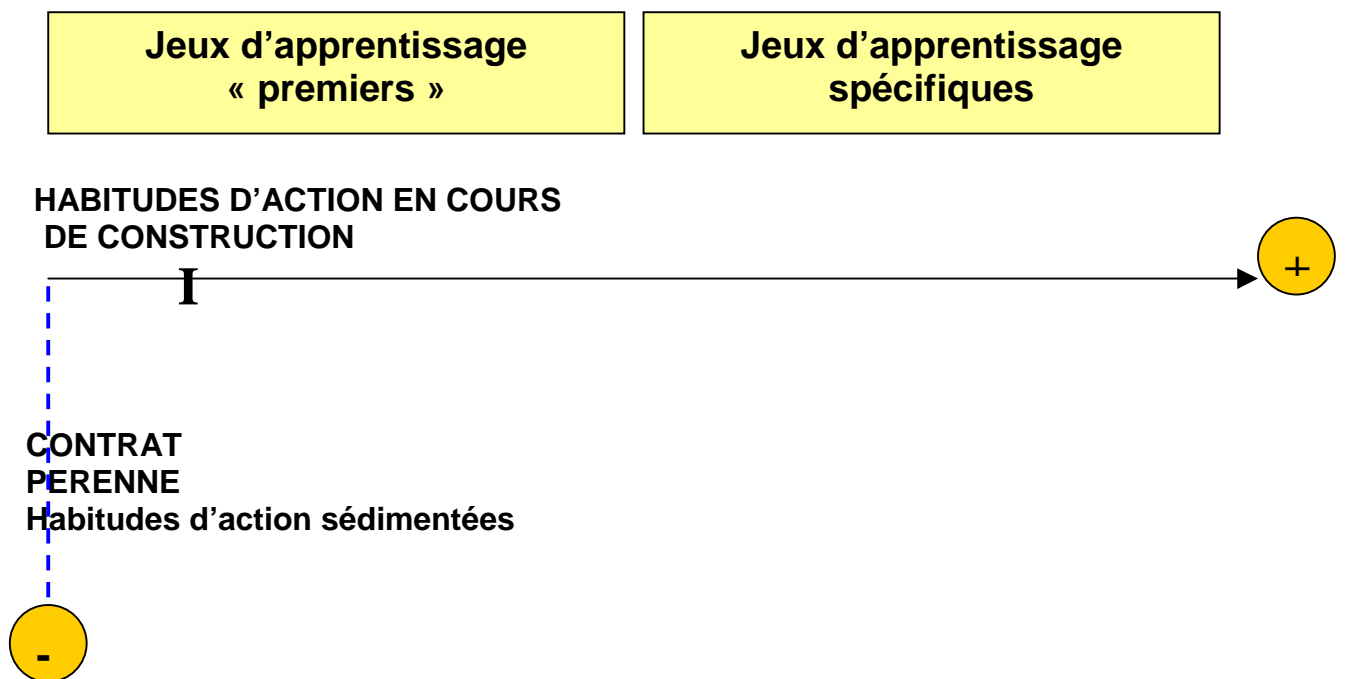 Jeux d’apprentissage
« premiers »
Jeux d’apprentissage
spécifiques
HABITUDES D’ACTION EN COURS
DE CONSTRUCTION
I
+
CONTRAT
PERENNE
Habitudes d’action sédimentées
-